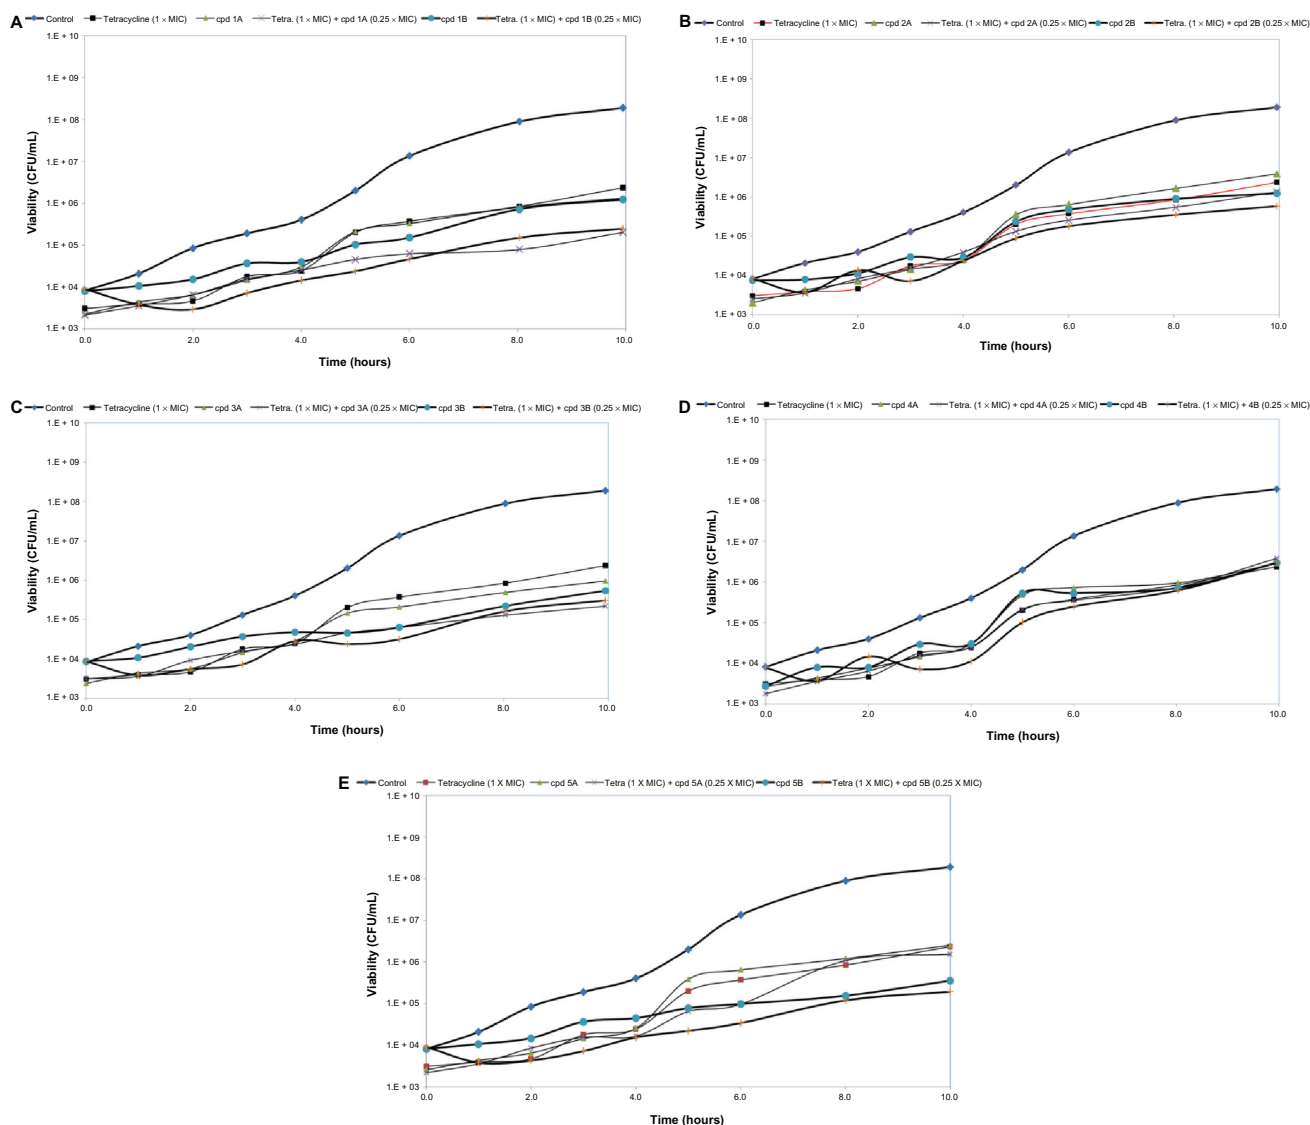 A
Control Tetracycline (1 × MIC) cpd 1A Tetra. (1 × MIC) + cpd 1A (0.25 × MIC) cpd 1B Tetra. (1 × MIC) + cpd 1B (0.25 × MIC)
1.E + 10
1.E + 09
1.E + 08
1.E + 07
1.E + 06
1.E + 05
1.E + 04
1.E + 03
Viability (CFU/mL)
0.0 2.0 4.0 6.0 8.0 10.0
Time (hours)
B
Control Tetracycline (1 × MIC) cpd 2A Tetra. (1 × MIC) + cpd 2A (0.25 × MIC) cpd 2B Tetra. (1 × MIC) + cpd 2B (0.25 × MIC)
1.E + 10
1.E + 09
1.E + 08
1.E + 07
1.E + 06
1.E + 05
1.E + 04
1.E + 03
Viability (CFU/mL)
0.0 2.0 4.0 6.0 8.0 10.0
Time (hours)
C
Control Tetracycline (1 × MIC) cpd 3A Tetra. (1 × MIC) + cpd 3A (0.25 × MIC) cpd 3B Tetra. (1 × MIC) + cpd 3B (0.25 × MIC)
1.E + 10
1.E + 09
1.E + 08
1.E + 07
1.E + 06
1.E + 05
1.E + 04
1.E + 03
Viability (CFU/mL)
0.0 2.0 4.0 6.0 8.0 10.0
Time (hours)
D
Control Tetracycline (1 × MIC) cpd 4A Tetra. (1 × MIC) + cpd 4A (0.25 × MIC) cpd 4B Tetra. (1 × MIC) + 4B (0.25 × MIC)
1.E + 10
1.E + 09
1.E + 08
1.E + 07
1.E + 06
1.E + 05
1.E + 04
1.E + 03
Viability (CFU/mL)
0.0 2.0 4.0 6.0 8.0 10.0
Time (hours)
E
Control Tetracycline (1 X MIC) cpd 5A Tetra (1 X MIC) + cpd 5A (0.25 X MIC) cpd 5B Tetra (1 X MIC) + cpd 5B (0.25 X MIC)
1.E + 10
1.E + 09
1.E + 08
1.E + 07
1.E + 06
1.E + 05
1.E + 04
1.E + 03
Viability (CFU/mL)
0.0 2.0 4.0 6.0 8.0 10.0
Time (hours)